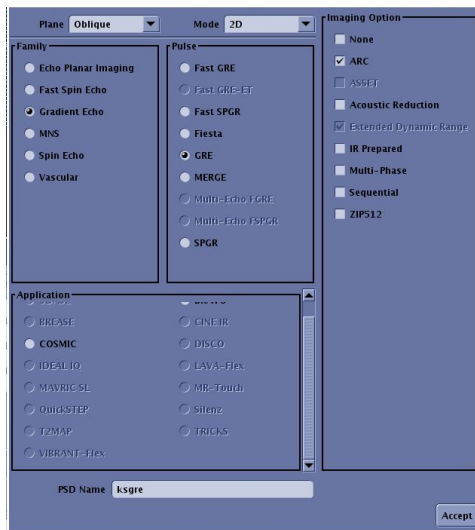 Plane Oblique Mode 2D
Imaging Option
None
ARC
ASSET
Acoustic Reduction
Extended Dynamic Range
IR Prepared
Multi-Phase
Sequential
ZIP512
Family
Echo Planar Imaging
Fast Spin Echo
Gradient Echo
MNS
Spin Echo
Vascular
Pulse
Fast GRE
Fast GRE-ET
Fast SPGR
Fiesta
GRE
MERGE
Multi-Echo FGRE
Multi-Echo FSPGR
SPGR
Application
BREASE CINE IR
COSMIC DISCO
IDEAL IQ LAVA-Flex
MAVRIC SL MR-Touch
QuickSTEP Silenz
T2MAP TRICKS
VIBRANT-Flex
PSD Name ksgre
Accept